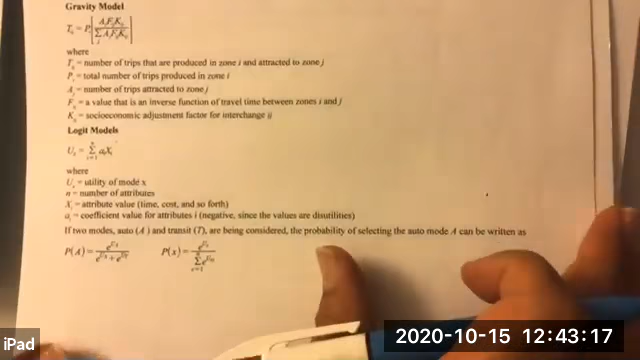 Gravity Model
T_ij = P_i [ A_j F_ij K_ij / Σ_j A_j F_ij K_ij ]
where
T_ij = number of trips that are produced in zone i and attracted to zone j
P_i = total number of trips produced in zone i
A_j = number of trips attracted to zone j
F_ij = a value that is an inverse function of travel time between zones i and j
K_ij = socioeconomic adjustment factor for interchange ij
Logit Models
U_x = Σ_{i=1}^{n} a_i X_i
where
U_x = utility of mode x
n = number of attributes
X_i = attribute value (time, cost, and so forth)
a_i = coefficient value for attributes i (negative, since the values are disutilities)
If two modes, auto (A) and transit (T), are being considered, the probability of selecting the auto mode A can be written as
P(A) = e^{U_A} / e^{U_A} + e^{U_T} P(x) = e^{U_x} / Σ_{x=1}^{n} e^{U_xi}
iPad
2020-10-15 12:43:17